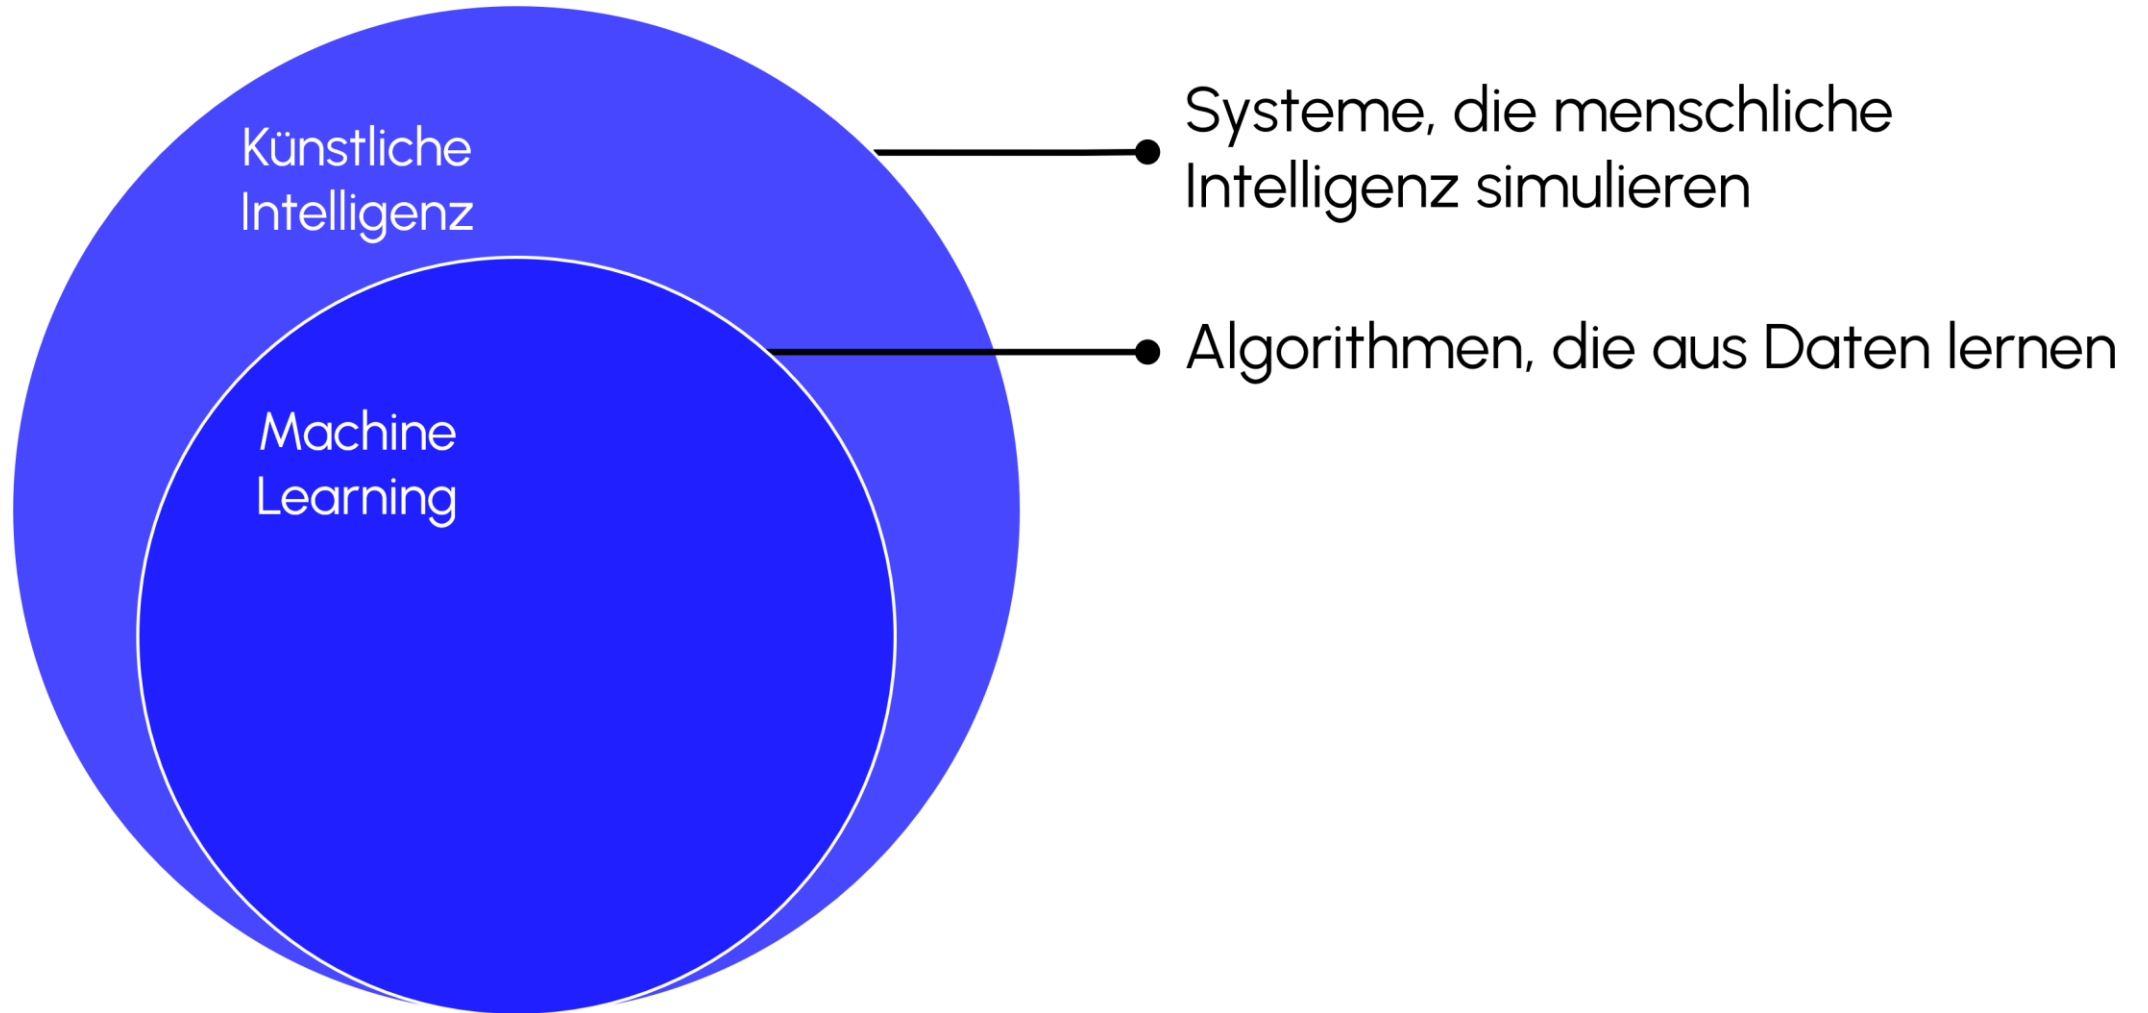 Künstliche
Intelligenz
Systeme, die menschliche
Intelligenz simulieren
Algorithmen, die aus Daten lernen
Machine
Learning